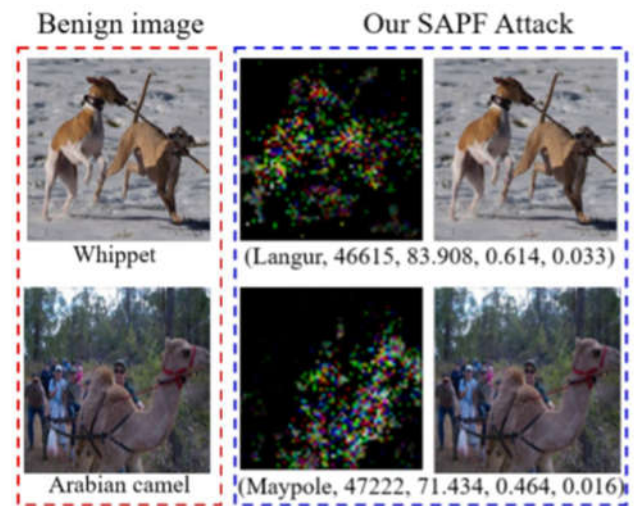 Benign image
Our SAPF Attack
Whippet
(Langur, 46615, 83.908, 0.614, 0.033)
Arabian camel
(Maypole, 47222, 71.434, 0.464, 0.016)